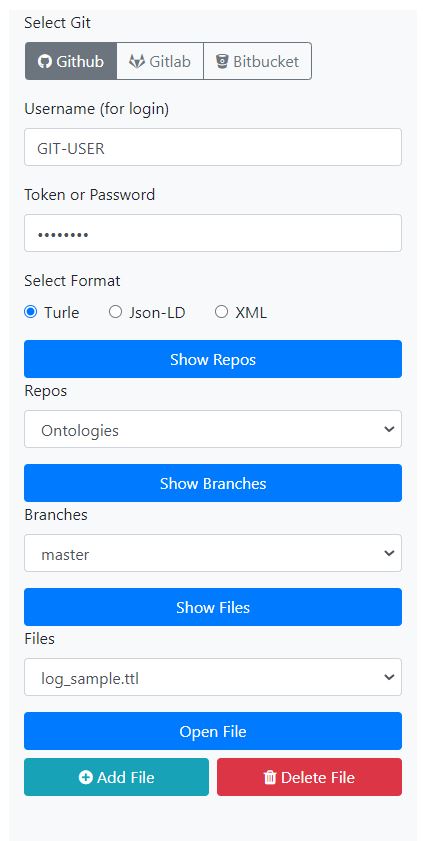 Select Git
Github Gitlab Bitbucket
Username (for login)
GIT-USER
Token or Password
••••••••
Select Format
Turle Json-LD XML
Show Repos
Repos
Ontologies
Show Branches
Branches
master
Show Files
Files
log_sample.ttl
Open File
Add File Delete File